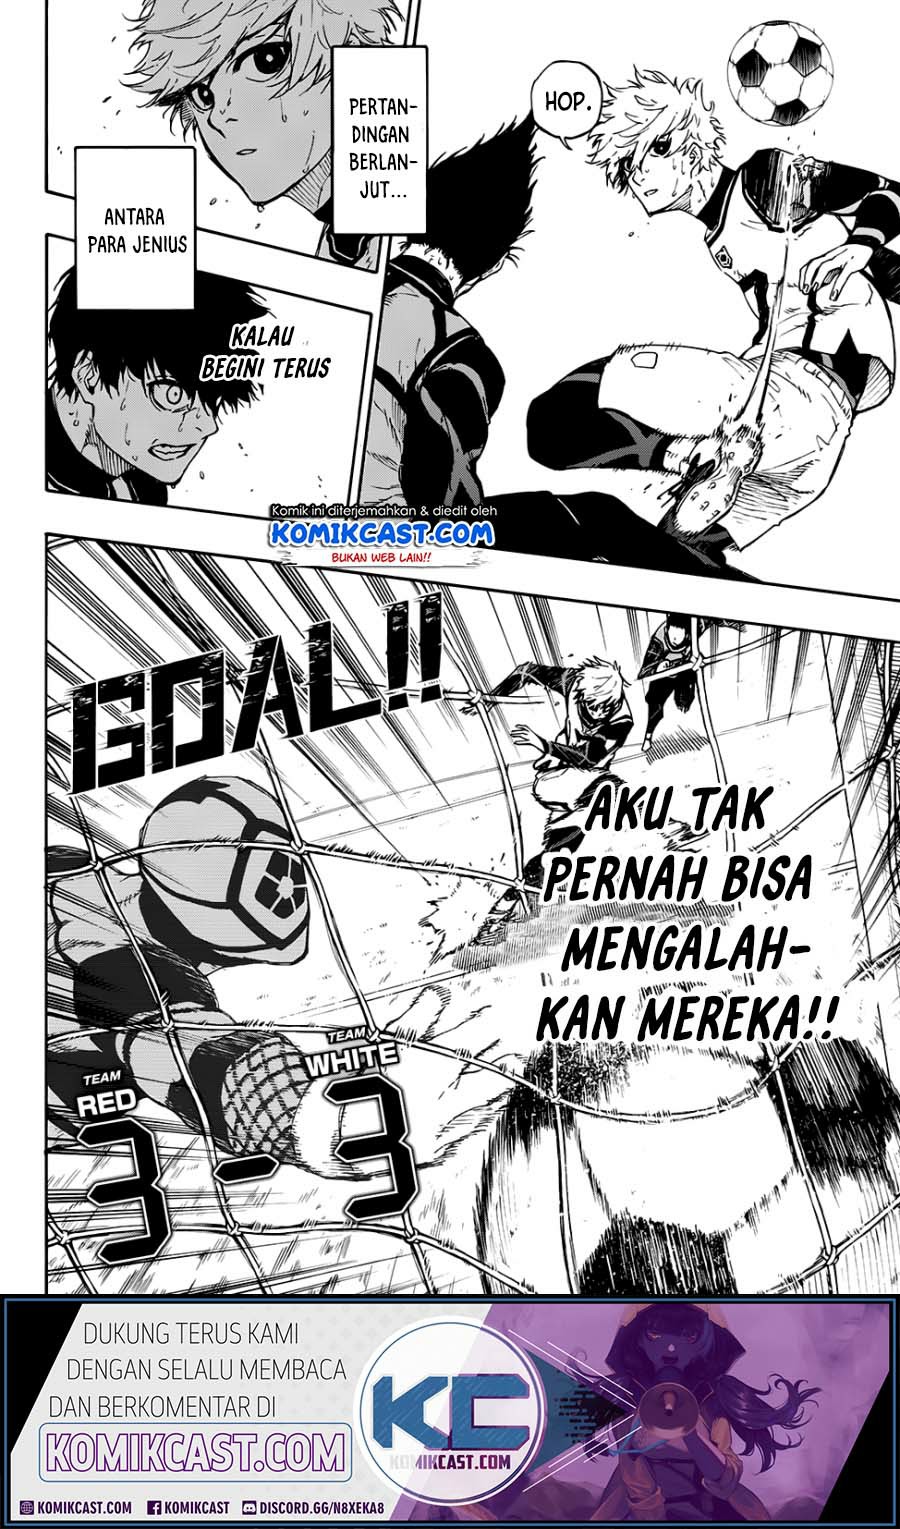 HOP.
PERTAN-
DINGAN
BERLAN-
JUT...
ANTARA
PARA JENIUS
KALAU
BEGINI TERUS
Komik ini diterjemahkan & diedit oleh
KOMIKCAST.COM
BUKAN WEB LAIN!!
GOAL!!
AKU TAK
PERNAH BISA
MENGALAH-
KAN MEREKA!!
TEAM
RED
TEAM
WHITE
3 - 3
DUKUNG TERUS KAMI
DENGAN SELALU MEMBACA
DAN BERKOMENTAR DI
KOMIKCAST.COM
KOMIKCAST.COM
KOMIKCAST
DISCORD.GG/N8XEKA8
KC
KOMIKCAST.COM